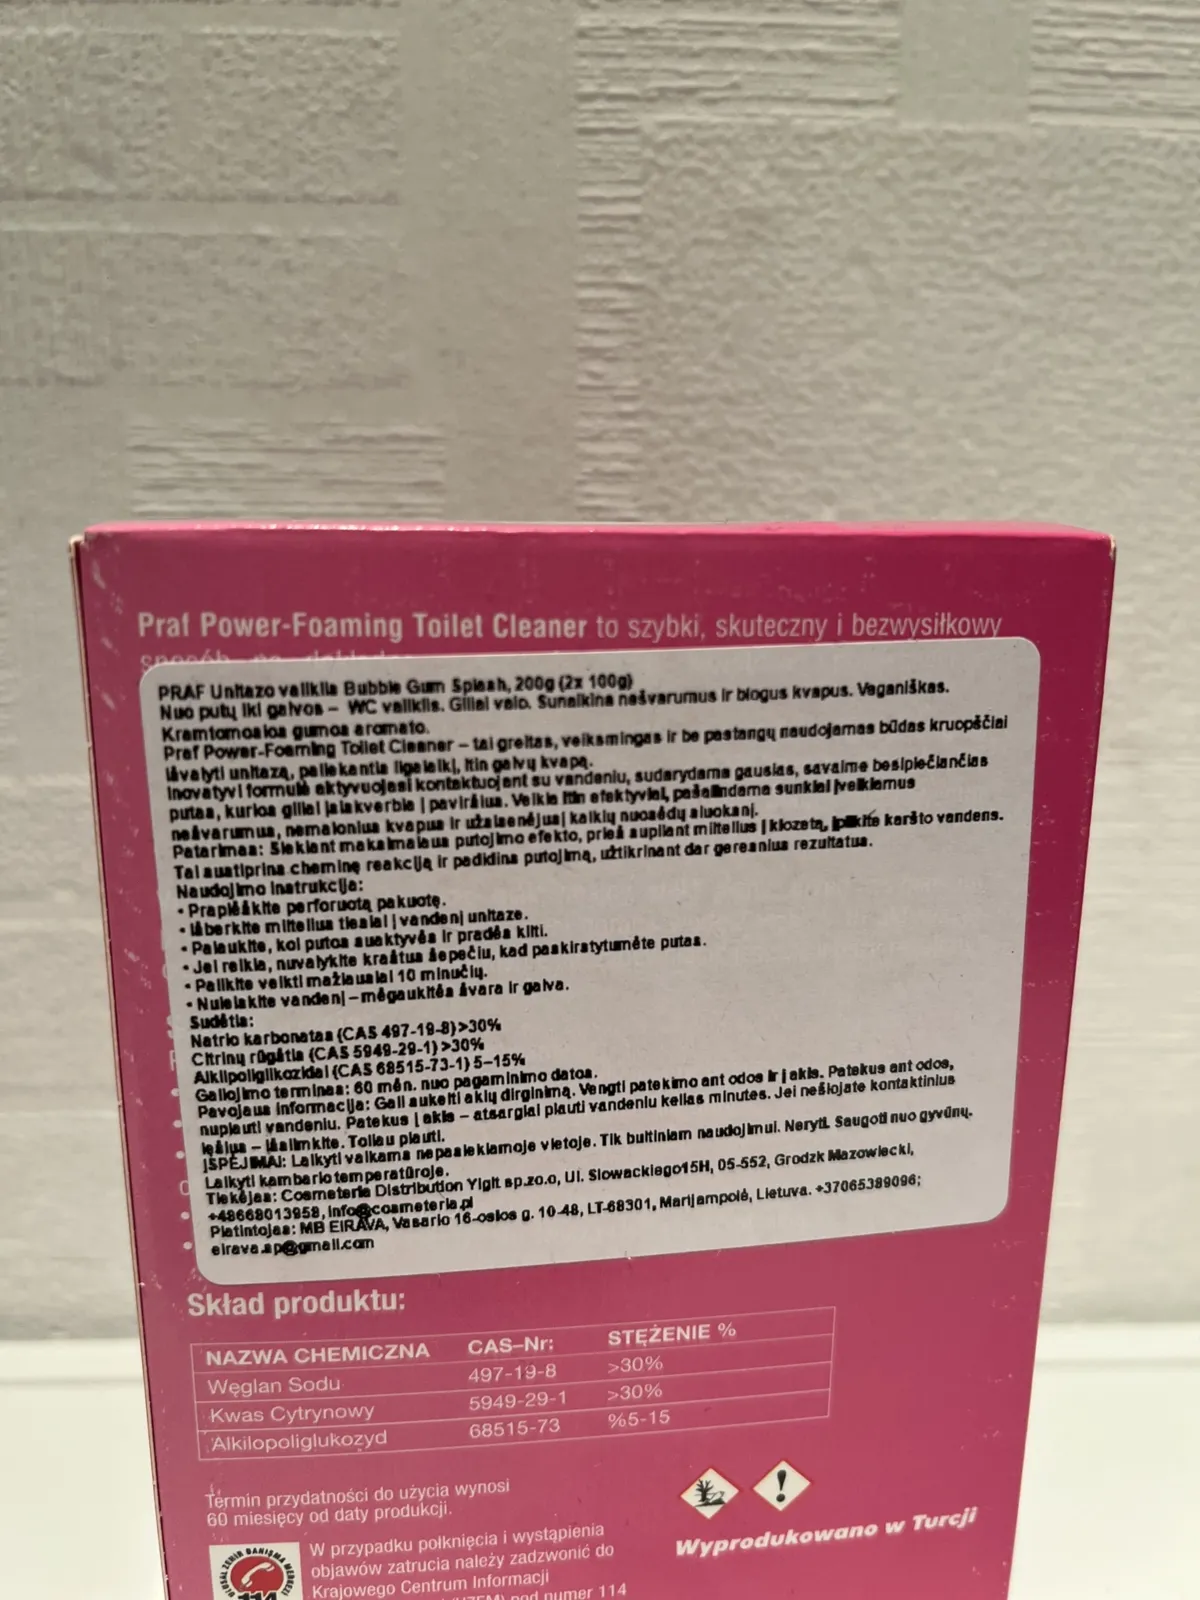 Praf Power-Foaming Toilet Cleaner to szybki, skuteczny i bezwysiłkowy
PRAF Unitazo valiklis Bubble Gum Splash, 200g (2x 100g)
Nuo putų iki gaivos – WC valiklis. Giliai valo. Sunaikina nešvarumus ir blogus kvapus. Veganiškas.
Kramtomosios gumos aromato.
Praf Power-Foaming Toilet Cleaner – tai greitas, veiksmingas ir be pastangų naudojamas būdas kruopščiai
išvalyti unitazą, paliekantis ilgalaikį, itin gaivų kvapą.
Inovatyvi formulė aktyvuojasi kontaktuojant su vandeniu, sudarydama gausias, savaime besiplečiančias
putas, kurios giliai įsiskverbia į paviršius. Veikia itin efektyviai, pašalindama sunkiai įveikiamus
nešvarumus, nemalonius kvapus ir užsisenėjusį kalkių nuosėdų sluoksnį.
Patarimas: Siekiant maksimalaus putojimo efekto, prieš supilant miltelius į klozetą, įpilkite karšto vandens.
Tai sustiprina cheminę reakciją ir padidina putojimą, užtikrinant dar geresnius rezultatus.
Naudojimo instrukcija:
• Praplėškite perforuotą pakuotę.
• Išberkite miltelius tiesiai į vandenį unitaze.
• Palaukite, kol putos suaktyvės ir pradės kilti.
• Jei reikia, nuvalykite kraštus šepečiu, kad paskirstytumėte putas.
• Palikite veikti mažiausiai 10 minučių.
• Nuleiskite vandenį – mėgaukitės švara ir gaiva.
Sudėtis:
Natrio karbonatas (CAS 497-19-8)>30%
Citrinų rūgštis (CAS 5949-29-1) >30%
Alkilpoliglikozidai (CAS 68515-73-1) 5–15%
Galiojimo terminas: 60 mėn. nuo pagaminimo datos.
Pavojaus informacija: Gali sukelti akių dirginimą. Vengti patekimo ant odos ir į akis. Patekus ant odos,
nuplauti vandeniu. Patekus į akis – atsargiai plauti vandeniu kelias minutes. Jei nešiojate kontaktinius
lęšius – išsiimkite. Toliau plauti.
ĮSPĖJIMAI: Laikyti vaikams nepasiekiamoje vietoje. Tik buitiniam naudojimui. Neryti. Saugoti nuo gyvūnų.
Laikyti kambario temperatūroje.
Tiekėjas: Cosmeteria Distribution Yigit sp.zo.o, Ul. Slowackiego15H, 05-552, Grodzk Mazowiecki,
+48668013958, info@cosmeteria.pl
Platintojas: MB EIRAVA, Vasario 16-osios g. 10-48, LT-68301, Marijampolė, Lietuva. +37065389096;
eirava.sp@gmail.com
Skład produktu:
NAZWA CHEMICZNA CAS–Nr: STĘŻENIE %
Węglan Sodu 497-19-8 >30%
Kwas Cytrynowy 5949-29-1 >30%
Alkilopoliglukozyd 68515-73 %5-15
Termin przydatności do użycia wynosi
60 miesięcy od daty produkcji.
Wyprodukowano w Turcji
W przypadku połknięcia i wystąpienia
objawów zatrucia należy zadzwonić do
Krajowego Centrum Informacji
pod numer 114
ULUSAL ZEHİR DANIŞMA MERKEZİ
114